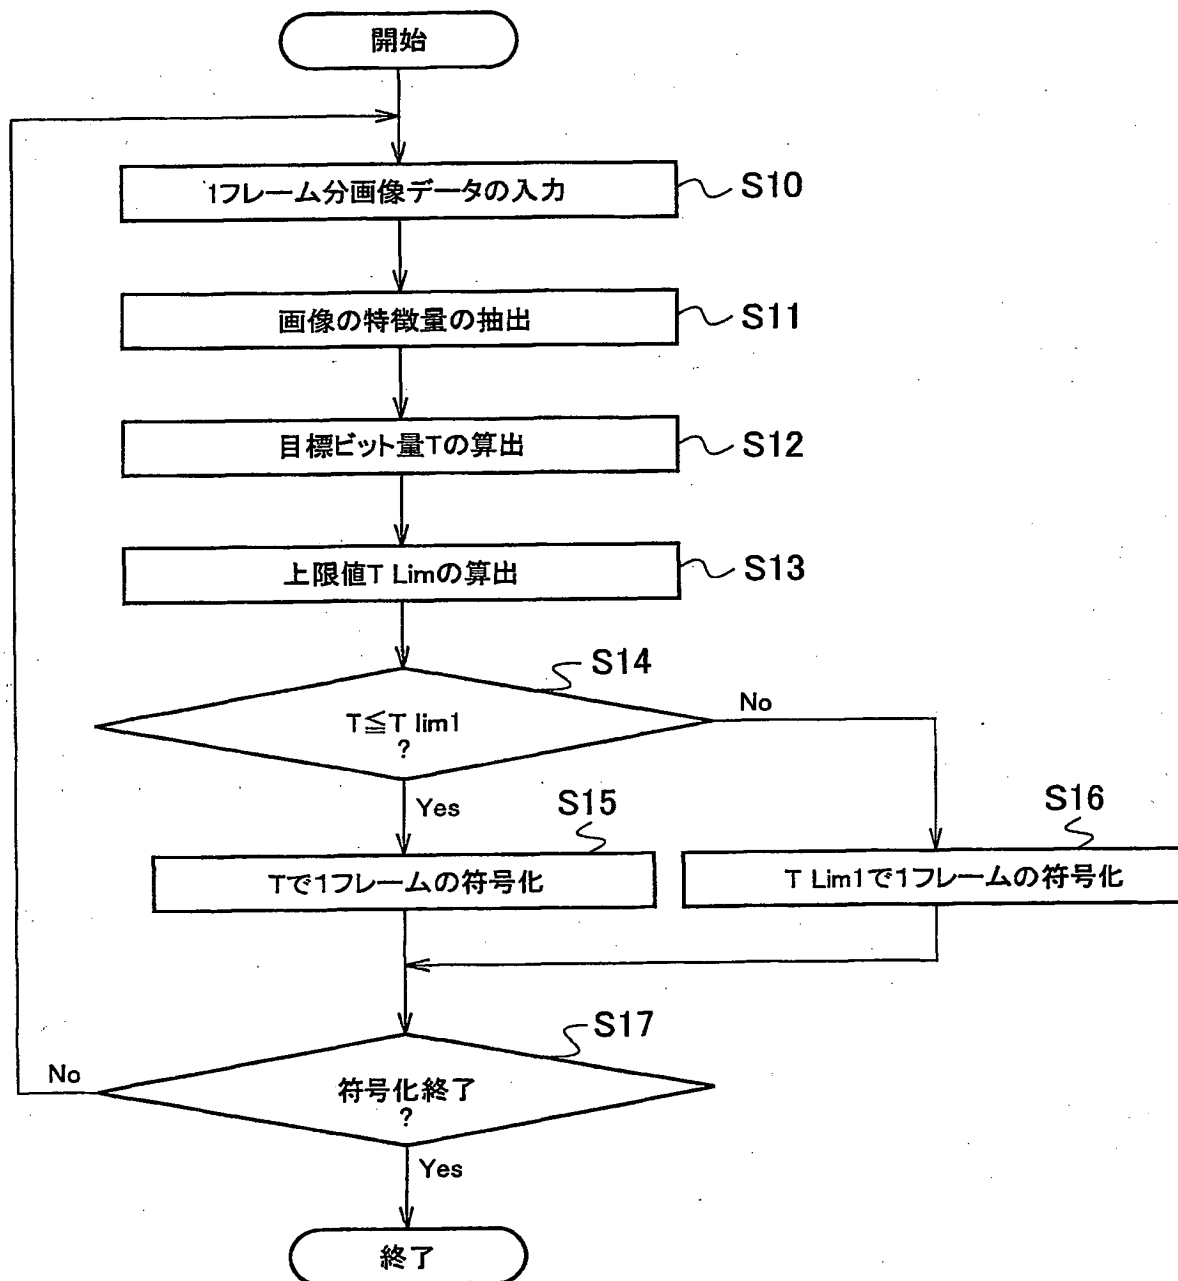 開始
1フレーム分画像データの入力
S10
画像の特徴量の抽出
S11
目標ビット量Tの算出
S12
上限値T Limの算出
S13
S14
T≦T lim1
?
No
Yes
S15
S16
Tで1フレームの符号化
T Lim1で1フレームの符号化
S17
No
符号化終了
?
Yes
終了